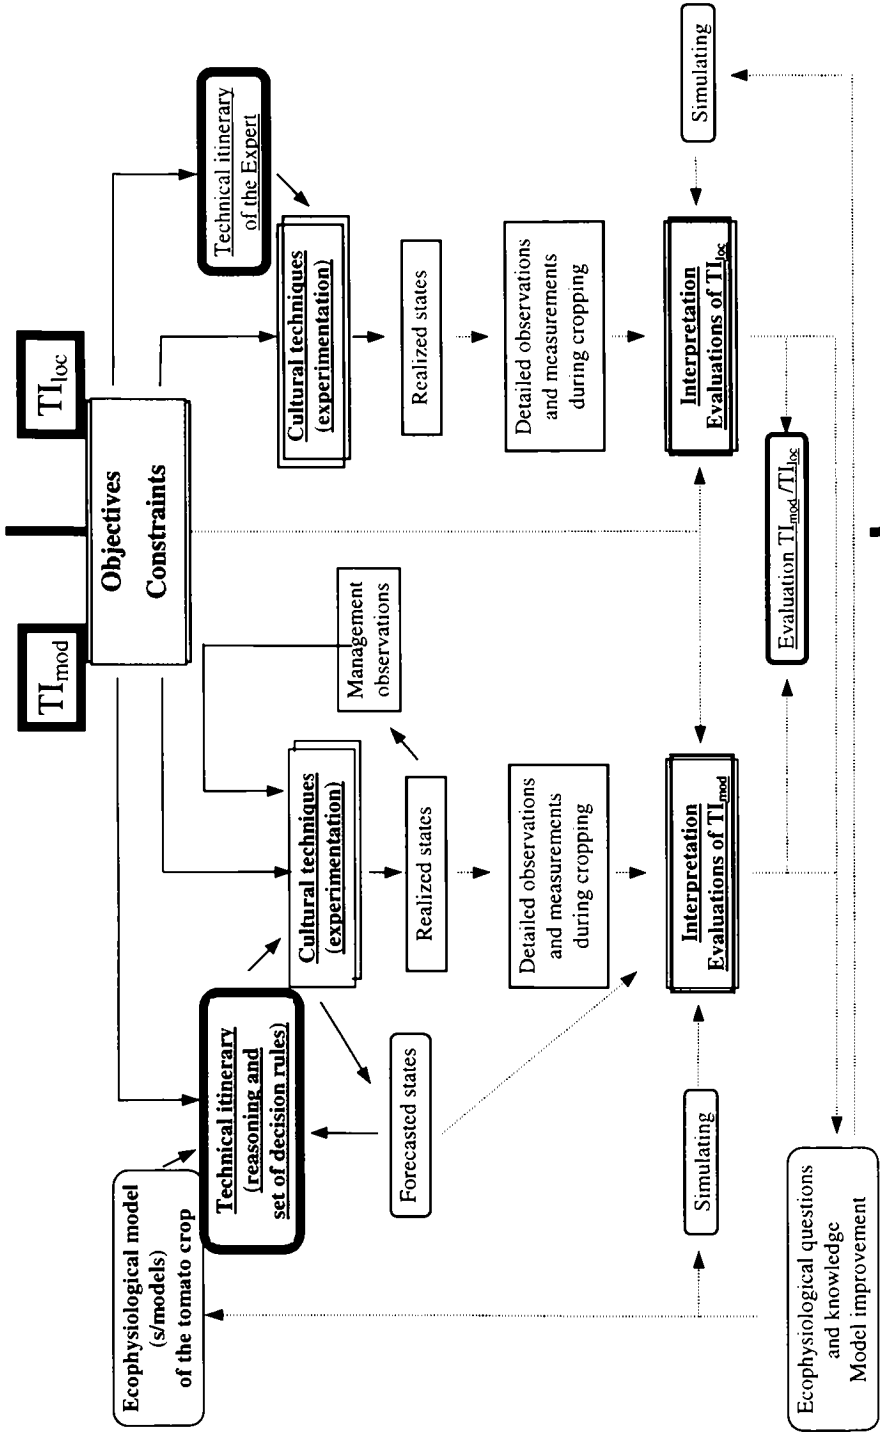 TI_mod
TI_loc
Objectives
Constraints
Ecophysiological model
(s/models)
of the tomato crop
Technical itinerary
(reasoning and
set of decision rules)
Cultural techniques
(experimentation)
Management
observations
Forecasted states
Realized states
Detailed observations
and measurements
during cropping
Simulating
Interpretation
Evaluations of TI_mod
Technical itinerary
of the Expert
Cultural techniques
(experimentation)
Realized states
Detailed observations
and measurements
during cropping
Interpretation
Evaluations of TI_loc
Simulating
Evaluation TI_mod /TI_loc
Ecophysiological questions
and knowledge
Model improvement